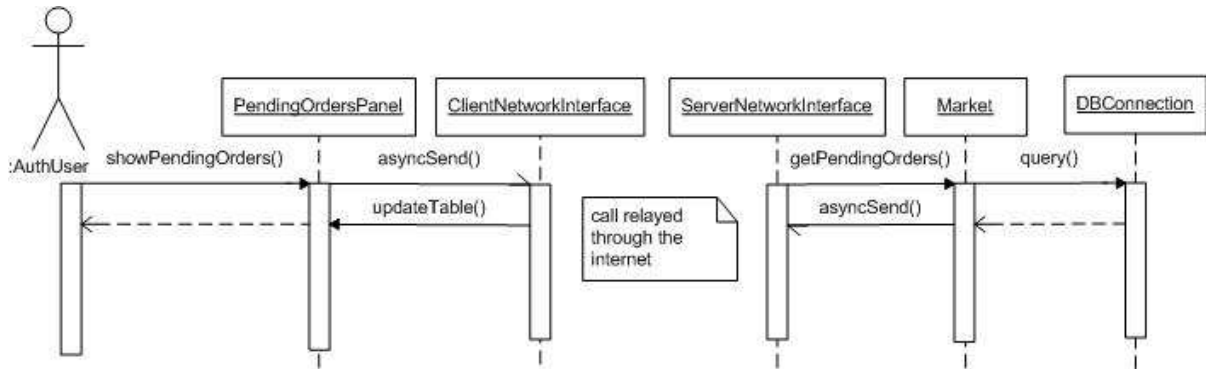 PendingOrdersPanel
ClientNetworkInterface
ServerNetworkInterface
Market
DBConnection
:AuthUser
showPendingOrders()
asyncSend()
getPendingOrders()
query()
updateTable()
asyncSend()
call relayed
through the
internet